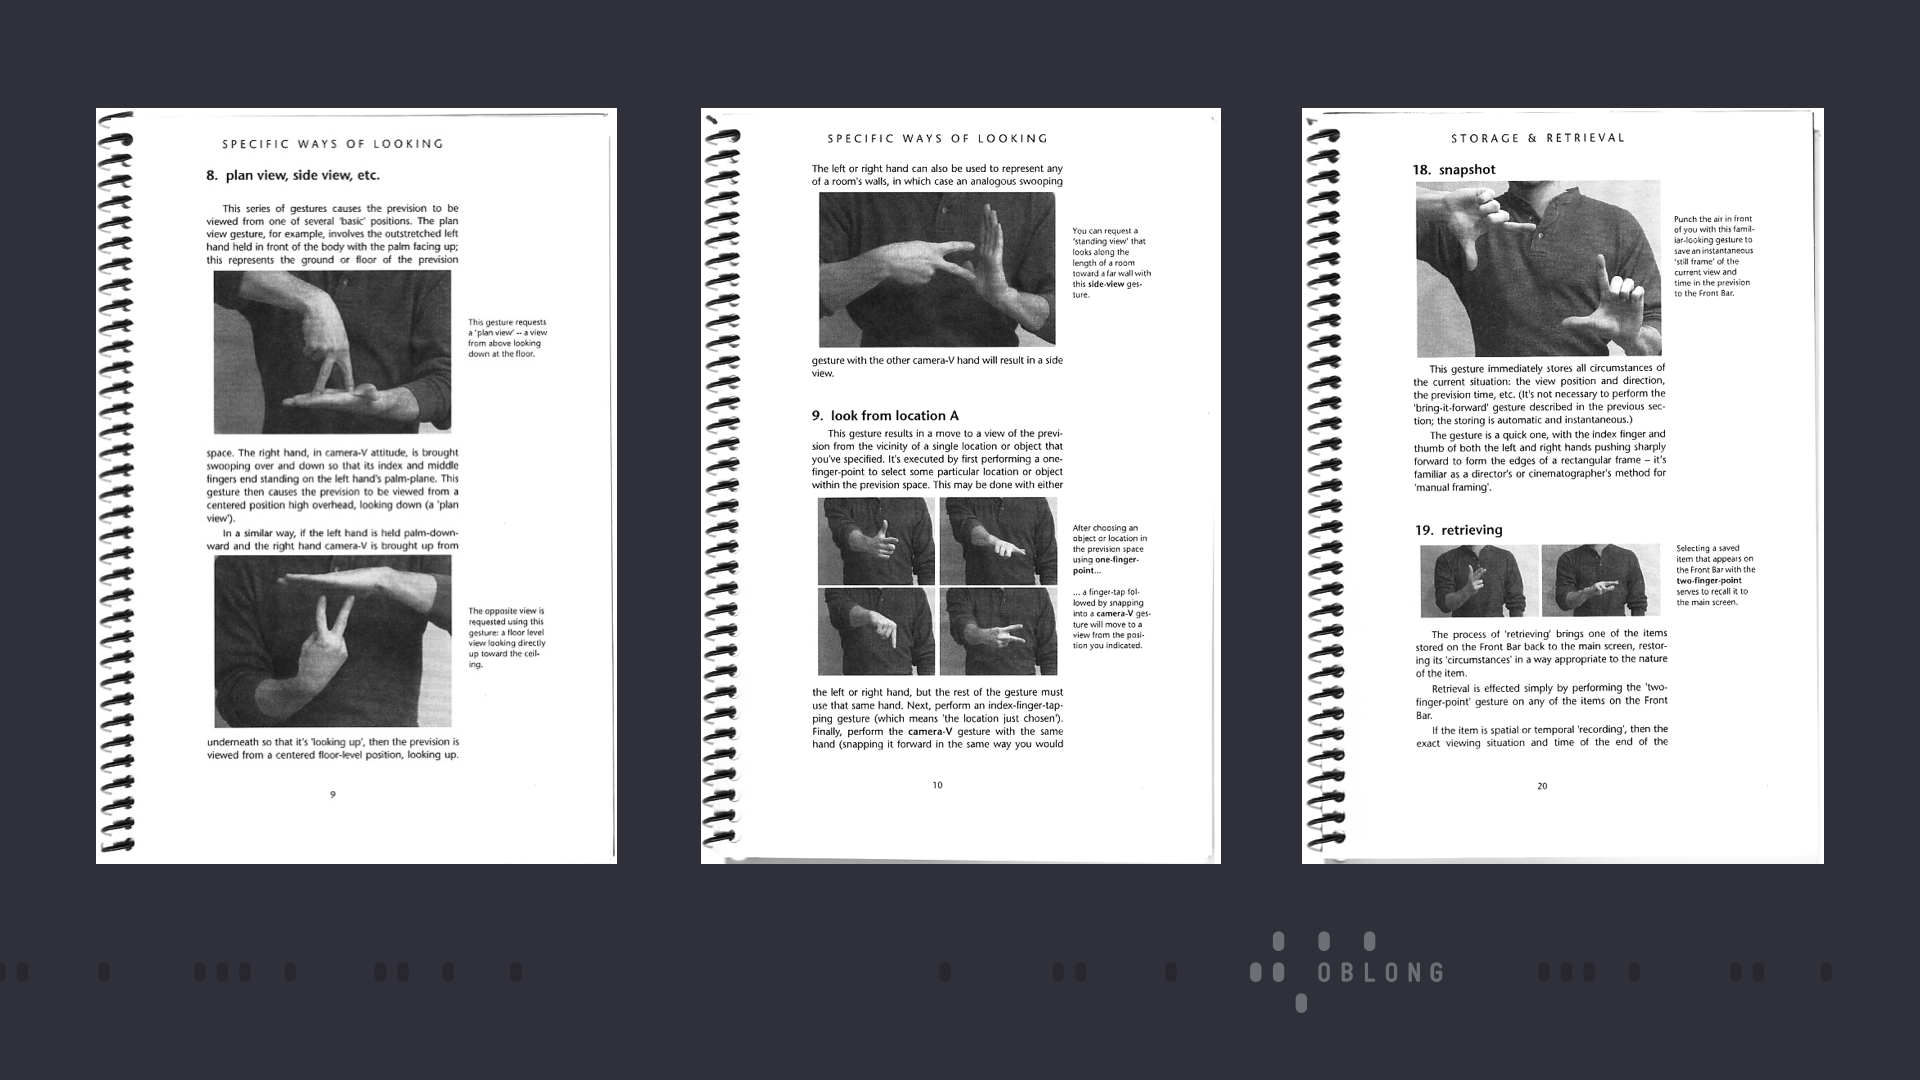 SPECIFIC WAYS OF LOOKING
8. plan view, side view, etc.
This series of gestures causes the prevision to be
viewed from one of several 'basic' positions. The plan
view gesture, for example, involves the outstretched left
hand held in front of the body with the palm facing up;
this represents the ground or floor of the prevision
This gesture requests
a 'plan view' -- a view
from above looking
down at the floor.
space. The right hand, in camera-V attitude, is brought
swooping over and down so that its index and middle
fingers end standing on the left hand's palm-plane. This
gesture then causes the prevision to be viewed from a
centered position high overhead, looking down (a 'plan
view').
In a similar way, if the left hand is held palm-down-
ward and the right hand camera-V is brought up from
The opposite view is
requested using this
gesture: a floor level
view looking directly
up toward the ceil-
ing.
underneath so that it's 'looking up', then the prevision is
viewed from a centered floor-level position, looking up.
9
SPECIFIC WAYS OF LOOKING
The left or right hand can also be used to represent any
of a room's walls, in which case an analogous swooping
You can request a
'standing view' that
looks along the
length of a room
toward a far wall with
this side-view ges-
ture.
gesture with the other camera-V hand will result in a side
view.
9. look from location A
This gesture results in a move to a view of the previ-
sion from the vicinity of a single location or object that
you've specified. It's executed by first performing a one-
finger-point to select some particular location or object
within the prevision space. This may be done with either
After choosing an
object or location in
the prevision space
using one-finger-
point...
... a finger-tap fol-
lowed by snapping
into a camera-V ges-
ture will move to a
view from the posi-
tion you indicated.
the left or right hand, but the rest of the gesture must
use that same hand. Next, perform an index-finger-tap-
ping gesture (which means 'the location just chosen').
Finally, perform the camera-V gesture with the same
hand (snapping it forward in the same way you would
10
STORAGE & RETRIEVAL
18. snapshot
Punch the air in front
of you with this famil-
iar-looking gesture to
save an instantaneous
'still frame' of the
current view and
time in the prevision
to the Front Bar.
This gesture immediately stores all circumstances of
the current situation: the view position and direction,
the prevision time, etc. (It's not necessary to perform the
'bring-it-forward' gesture described in the previous sec-
tion; the storing is automatic and instantaneous.)
The gesture is a quick one, with the index finger and
thumb of both the left and right hands pushing sharply
forward to form the edges of a rectangular frame – it's
familiar as a director's or cinematographer's method for
'manual framing'.
19. retrieving
Selecting a saved
item that appears on
the Front Bar with the
two-finger-point
serves to recall it to
the main screen.
The process of 'retrieving' brings one of the items
stored on the Front Bar back to the main screen, restor-
ing its 'circumstances' in a way appropriate to the nature
of the item.
Retrieval is effected simply by performing the 'two-
finger-point' gesture on any of the items on the Front
Bar.
If the item is spatial or temporal 'recording', then the
exact viewing situation and time of the end of the
20
OBLONG